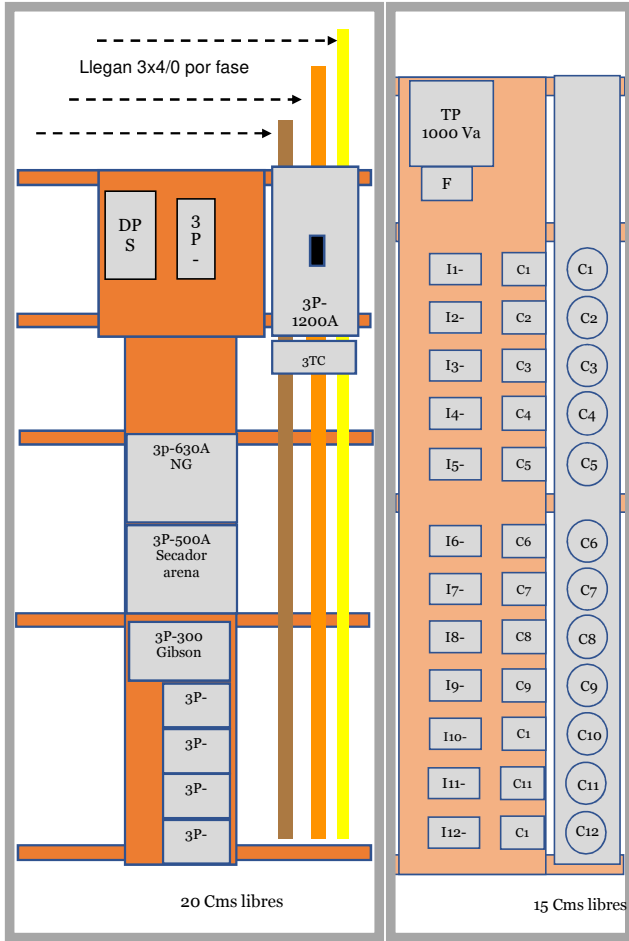 Llegan 3x4/0 por fase
DP
S
3
P
-
3P-
1200A
3TC
3p-630A
NG
3P-500A
Secador
arena
3P-300
Gibson
3P-
3P-
3P-
3P-
20 Cms libres
TP
1000 Va
F
I1-
C1
C1
I2-
C2
C2
I3-
C3
C3
I4-
C4
C4
I5-
C5
C5
I6-
C6
C6
I7-
C7
C7
I8-
C8
C8
I9-
C9
C9
I10-
C1
C10
I11-
C11
C11
I12-
C1
C12
15 Cms libres